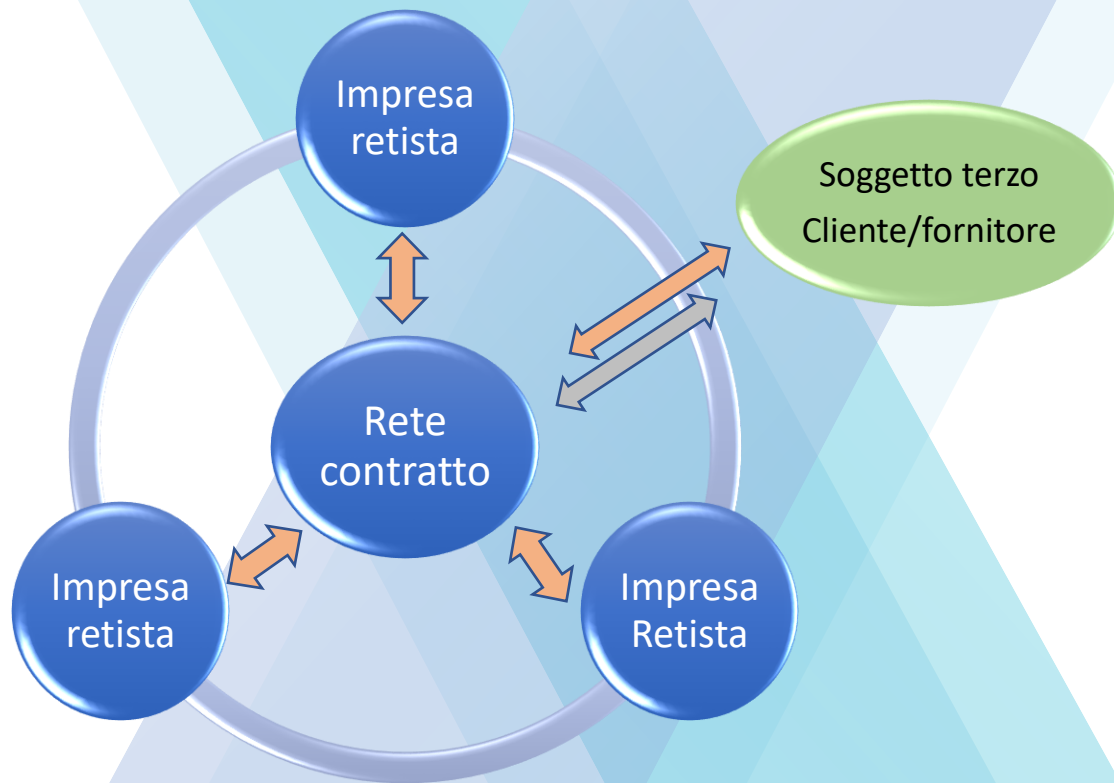 Impresa
retista
Soggetto terzo
Cliente/fornitore
Rete
contratto
Impresa
retista
Impresa
Retista